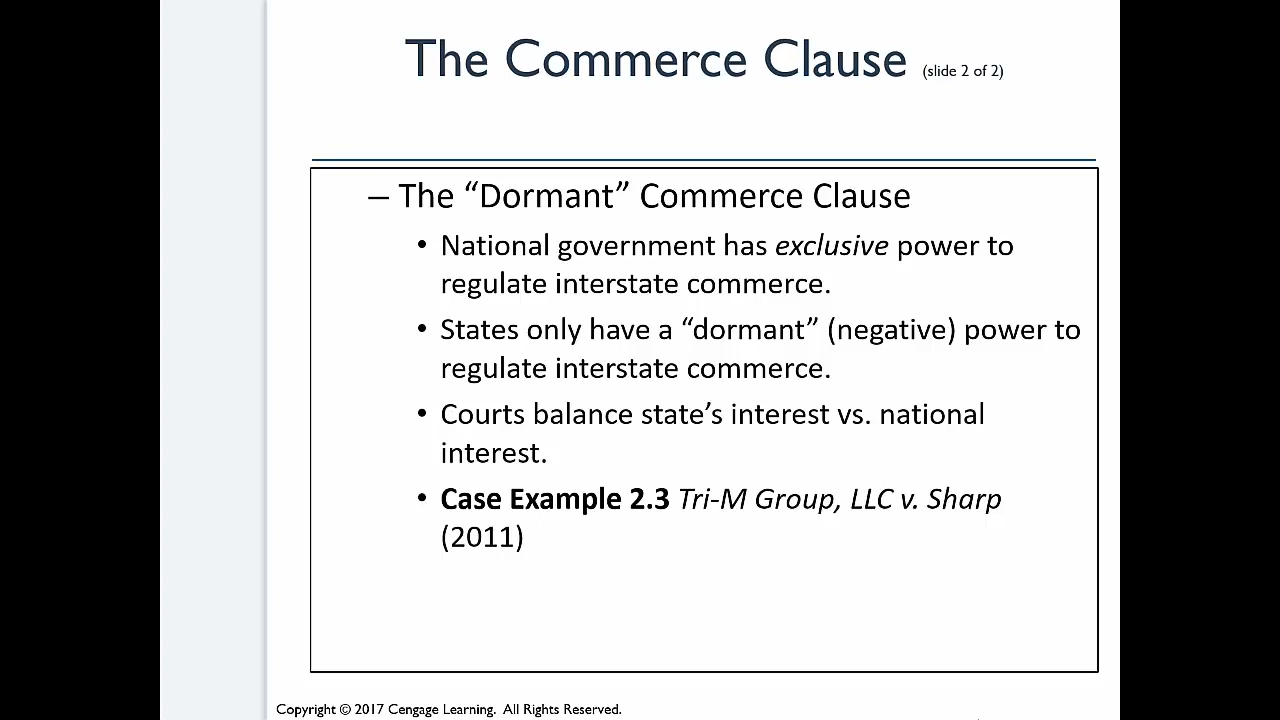 The Commerce Clause (slide 2 of 2)
– The “Dormant” Commerce Clause
• National government has exclusive power to
regulate interstate commerce.
• States only have a “dormant” (negative) power to
regulate interstate commerce.
• Courts balance state’s interest vs. national
interest.
• Case Example 2.3 Tri-M Group, LLC v. Sharp
(2011)
Copyright © 2017 Cengage Learning. All Rights Reserved.